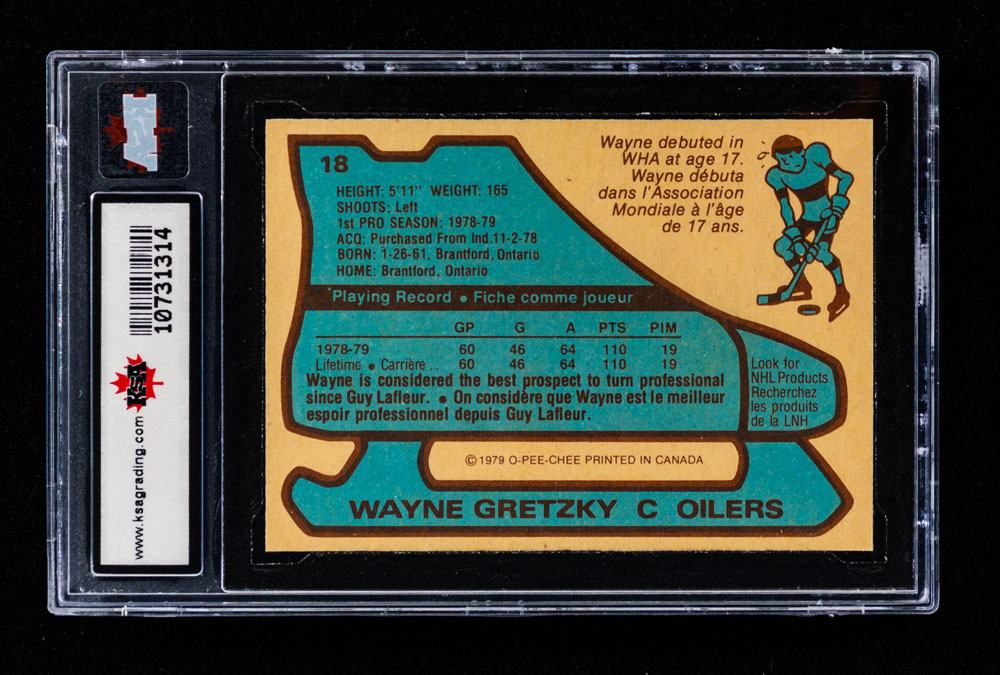 18
HEIGHT: 5'11" WEIGHT: 165
SHOOTS: Left
1st PRO SEASON: 1978-79
ACQ: Purchased From Ind.11-2-78
BORN: 1-26-61, Brantford, Ontario
HOME: Brantford, Ontario
Wayne debuted in
WHA at age 17.
Wayne débuta
dans l'Association
Mondiale à l'âge
de 17 ans.
Playing Record • Fiche comme joueur
GP G A PTS PIM
1978-79 60 46 64 110 19
Lifetime • Carrière .. 60 46 64 110 19
Wayne is considered the best prospect to turn professional
since Guy Lafleur. • On considère que Wayne est le meilleur
espoir professionnel depuis Guy Lafleur.
Look for
NHL Products
Recherchez
les produits
de la LNH
© 1979 O-PEE-CHEE PRINTED IN CANADA
WAYNE GRETZKY C OILERS
KSA
10731314
KSA
www.ksagrading.com